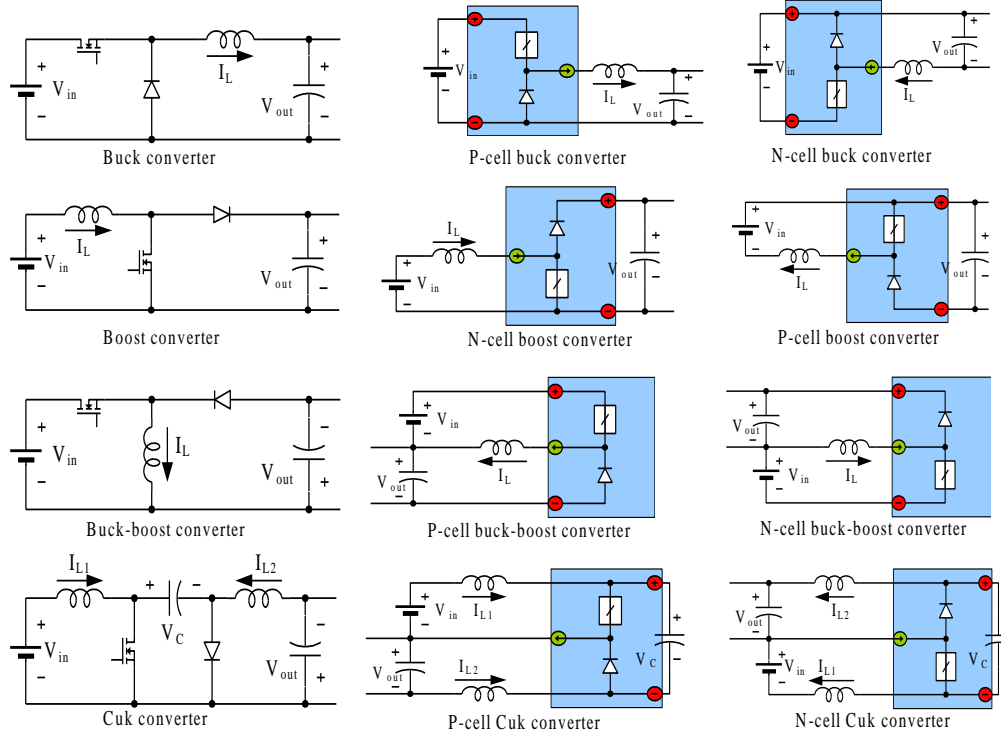 V in
+
−
I L
V out
+
−
Buck converter
+
V in
−
+
−
I L
V out
+
−
P-cell buck converter
+
V in
−
+
−
I L
V out
+
−
N-cell buck converter
I L
+
V in
−
V out
+
−
Boost converter
I L
+
V in
−
+
−
V out
+
−
N-cell boost converter
+
V in
−
I L
+
−
V out
+
−
P-cell boost converter
+
V in
−
I L
−
V out
+
Buck-boost converter
+
V in
−
I L
+
V out
−
+
−
P-cell buck-boost converter
+
V out
−
I L
+
V in
−
+
−
N-cell buck-boost converter
I L1
+ −
I L2
V C
+
V in
−
−
V out
+
Cuk converter
+
V in
−
I L1
+
V out
−
I L2
+
−
+
V C
−
P-cell Cuk converter
+
V out
−
I L2
+
V in
−
I L1
+
−
+
V C
−
N-cell Cuk converter